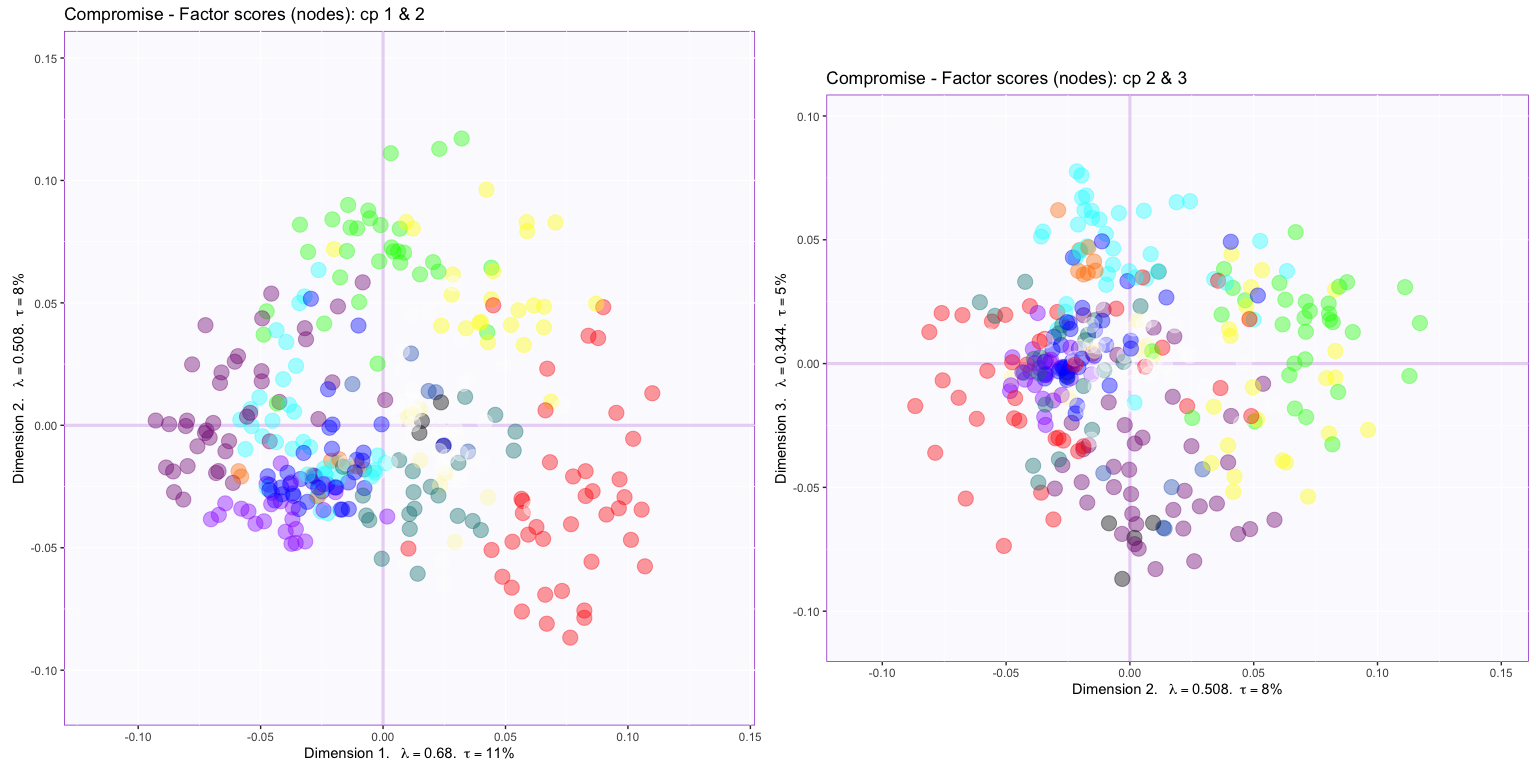 Compromise - Factor scores (nodes): cp 1 & 2
0.15
0.10
0.05
0.00
-0.05
-0.10
Dimension 2. λ = 0.508. τ = 8%
-0.10 -0.05 0.00 0.05 0.10 0.15
Dimension 1. λ = 0.68. τ = 11%
Compromise - Factor scores (nodes): cp 2 & 3
0.10
0.05
0.00
-0.05
-0.10
Dimension 3. λ = 0.344. τ = 5%
-0.10 -0.05 0.00 0.05 0.10 0.15
Dimension 2. λ = 0.508. τ = 8%